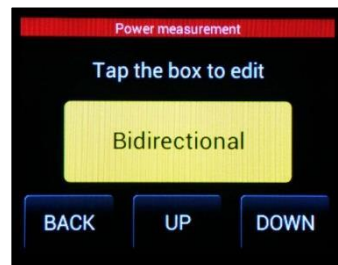 Power measurement
Tap the box to edit
Bidirectional
BACK UP DOWN